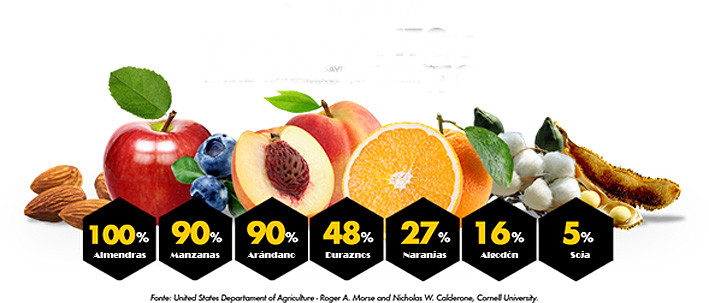 100% 90% 90% 48% 27% 16% 5%
Almendras Manzanas Arándano Duraznos Naranjas Algodón Soja
Fonte: United States Departament of Agriculture - Roger A. Morse and Nicholas W. Calderone, Cornell University.